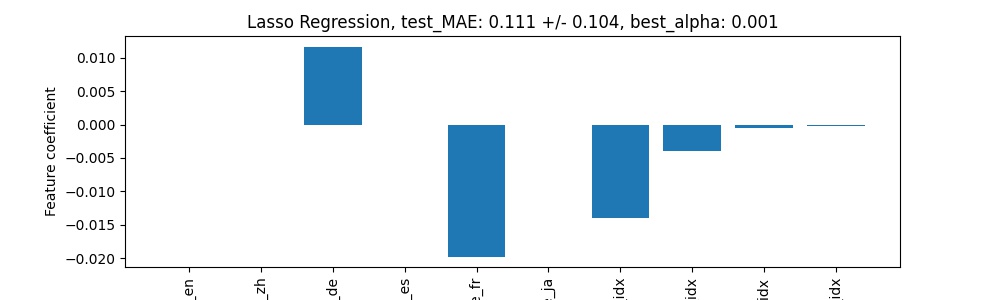 Lasso Regression, test_MAE: 0.111 +/- 0.104, best_alpha: 0.001
Feature coefficient
0.010
0.005
0.000
−0.005
−0.010
−0.015
−0.020
_en
_zh
_de
_es
e_fr
_ja
idx
idx
idx
idx